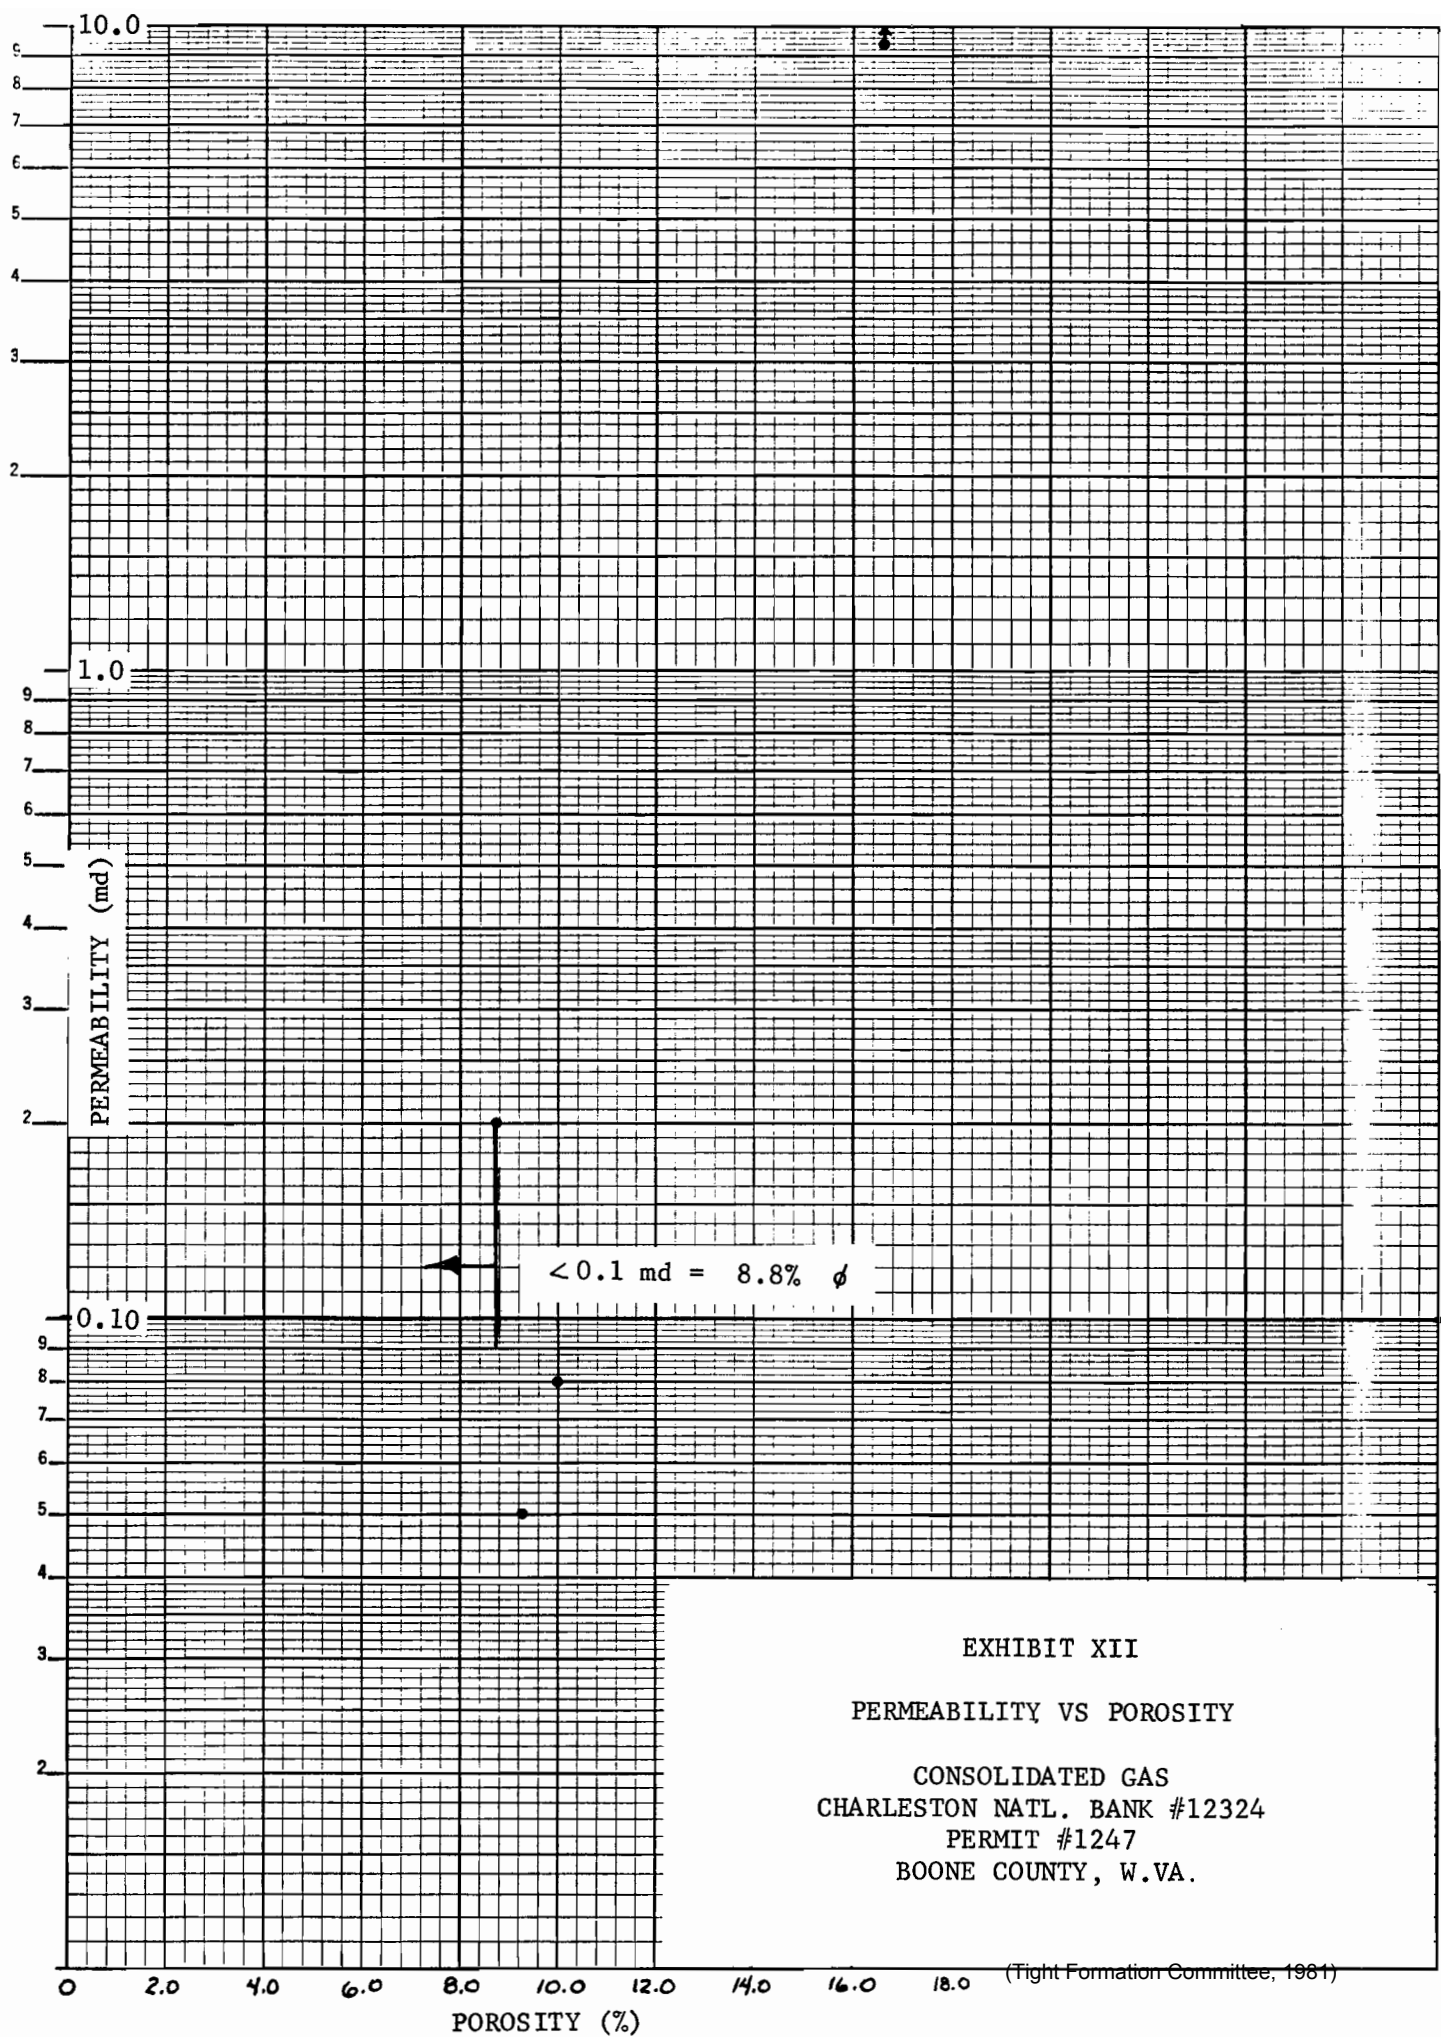 10.0
9
8
7
6
5
4
3
2
1.0
9
8
7
6
5
4
3
2
0.10
9
8
7
6
5
4
3
2
PERMEABILITY (md)
<0.1 md = 8.8% ϕ
EXHIBIT XII
PERMEABILITY VS POROSITY
CONSOLIDATED GAS
CHARLESTON NATL. BANK #12324
PERMIT #1247
BOONE COUNTY, W.VA.
(Tight Formation Committee, 1981)
0 2.0 4.0 6.0 8.0 10.0 12.0 14.0 16.0 18.0
POROSITY (%)